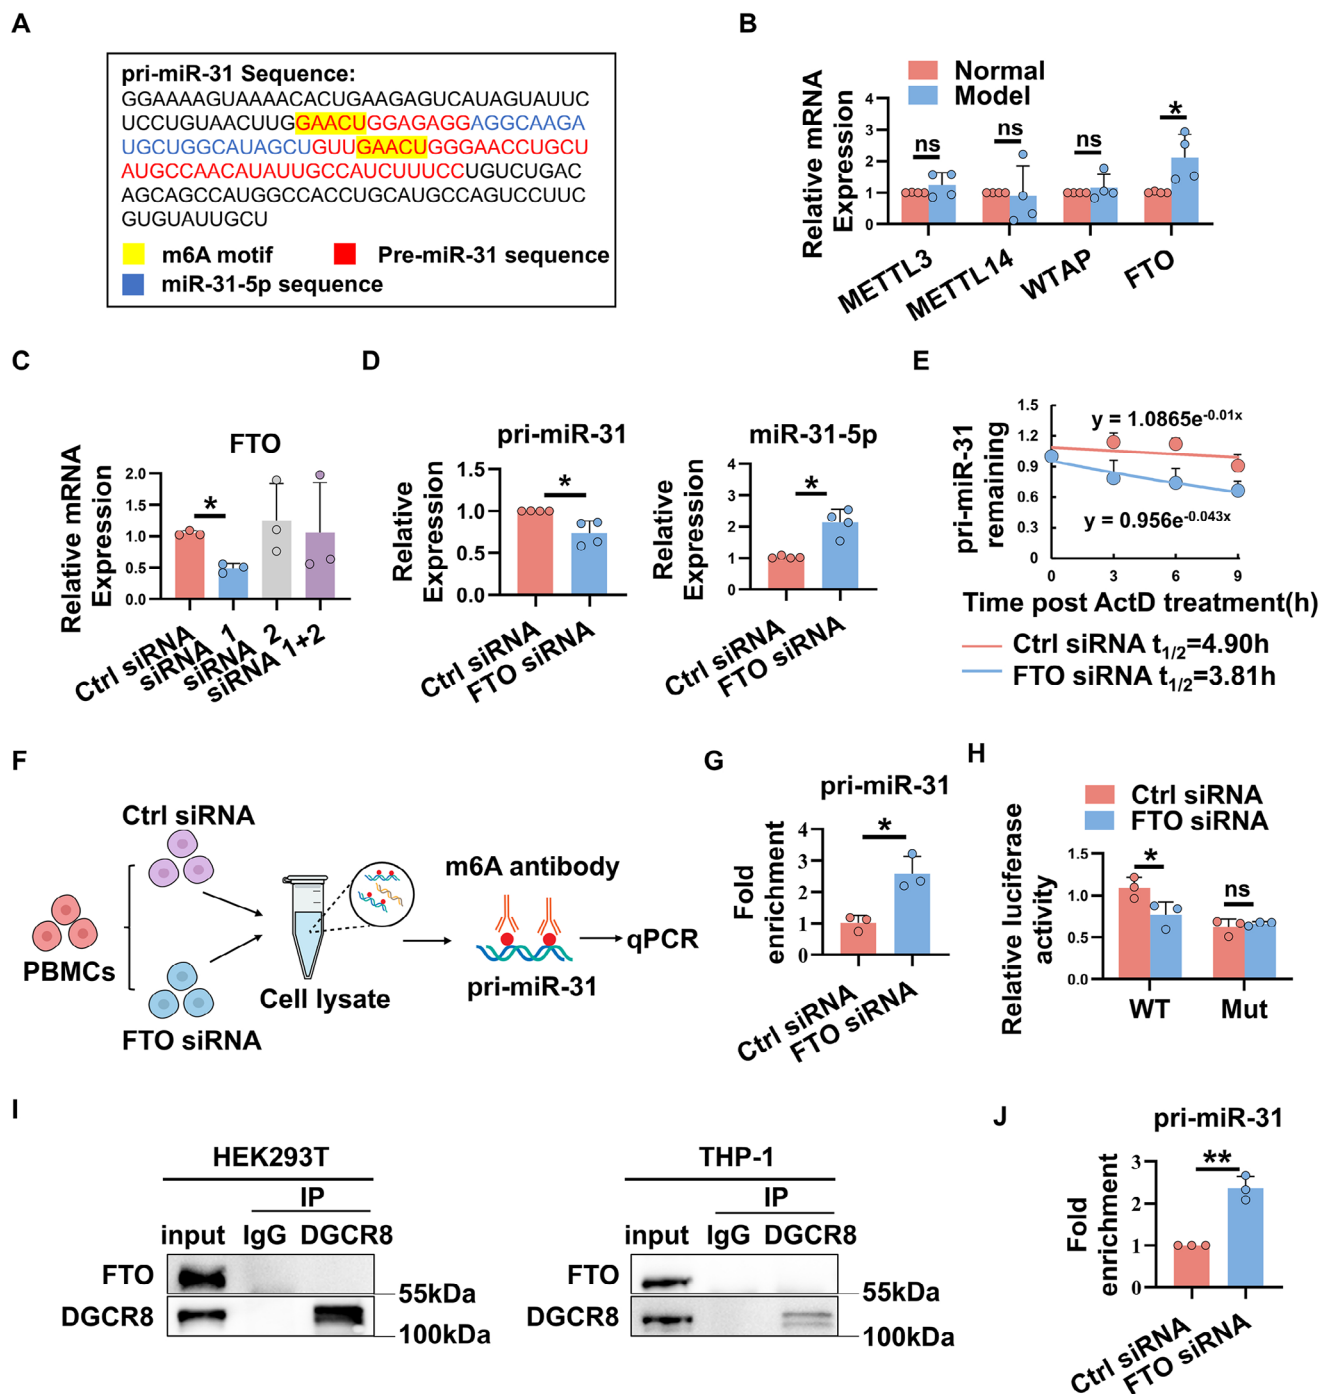 A
pri-miR-31 Sequence:
GGAAAAGUAAAACACUGAAGAGUCAUAGUAUUC
UCCUGUAACUUGGAACUGGAGAGGAGGCAAGA
UGCUGGCAUAGCUGUUGAACUGGGAACCUGCU
AUGCCAACAUAUUGCCAUCUUUCCUGUCUGAC
AGCAGCCAUGGCCACCUGCAUGCCAGUCCUUC
GUGUAUUGCU
m6A motif
Pre-miR-31 sequence
miR-31-5p sequence
B
Normal
Model
Relative mRNA
Expression
4
3
2
1
0
ns
ns
ns
*
METTL3
METTL14
WTAP
FTO
C
FTO
Relative mRNA
Expression
2.0
1.5
1.0
0.5
0.0
*
Ctrl siRNA
siRNA 1
siRNA 2
siRNA 1+2
D
pri-miR-31
Relative
Expression
1.5
1.0
0.5
0.0
*
Ctrl siRNA
FTO siRNA
miR-31-5p
Relative
Expression
4
3
2
1
0
*
Ctrl siRNA
FTO siRNA
E
pri-miR-31
remaining
1.5
1.2
0.9
0.6
0.3
0
y = 1.0865e-0.01x
y = 0.956e-0.043x
0 3 6 9
Time post ActD treatment(h)
Ctrl siRNA t1/2=4.90h
FTO siRNA t1/2=3.81h
F
Ctrl siRNA
PBMCs
FTO siRNA
Cell lysate
m6A antibody
pri-miR-31
qPCR
G
pri-miR-31
Fold
enrichment
4
3
2
1
0
*
Ctrl siRNA
FTO siRNA
H
Ctrl siRNA
FTO siRNA
Relative luciferase
activity
1.5
1.0
0.5
0.0
*
ns
WT
Mut
I
HEK293T
IP
input IgG DGCR8
FTO
55kDa
DGCR8
100kDa
THP-1
IP
input IgG DGCR8
FTO
55kDa
DGCR8
100kDa
J
pri-miR-31
Fold
enrichment
3
2
1
0
**
Ctrl siRNA
FTO siRNA